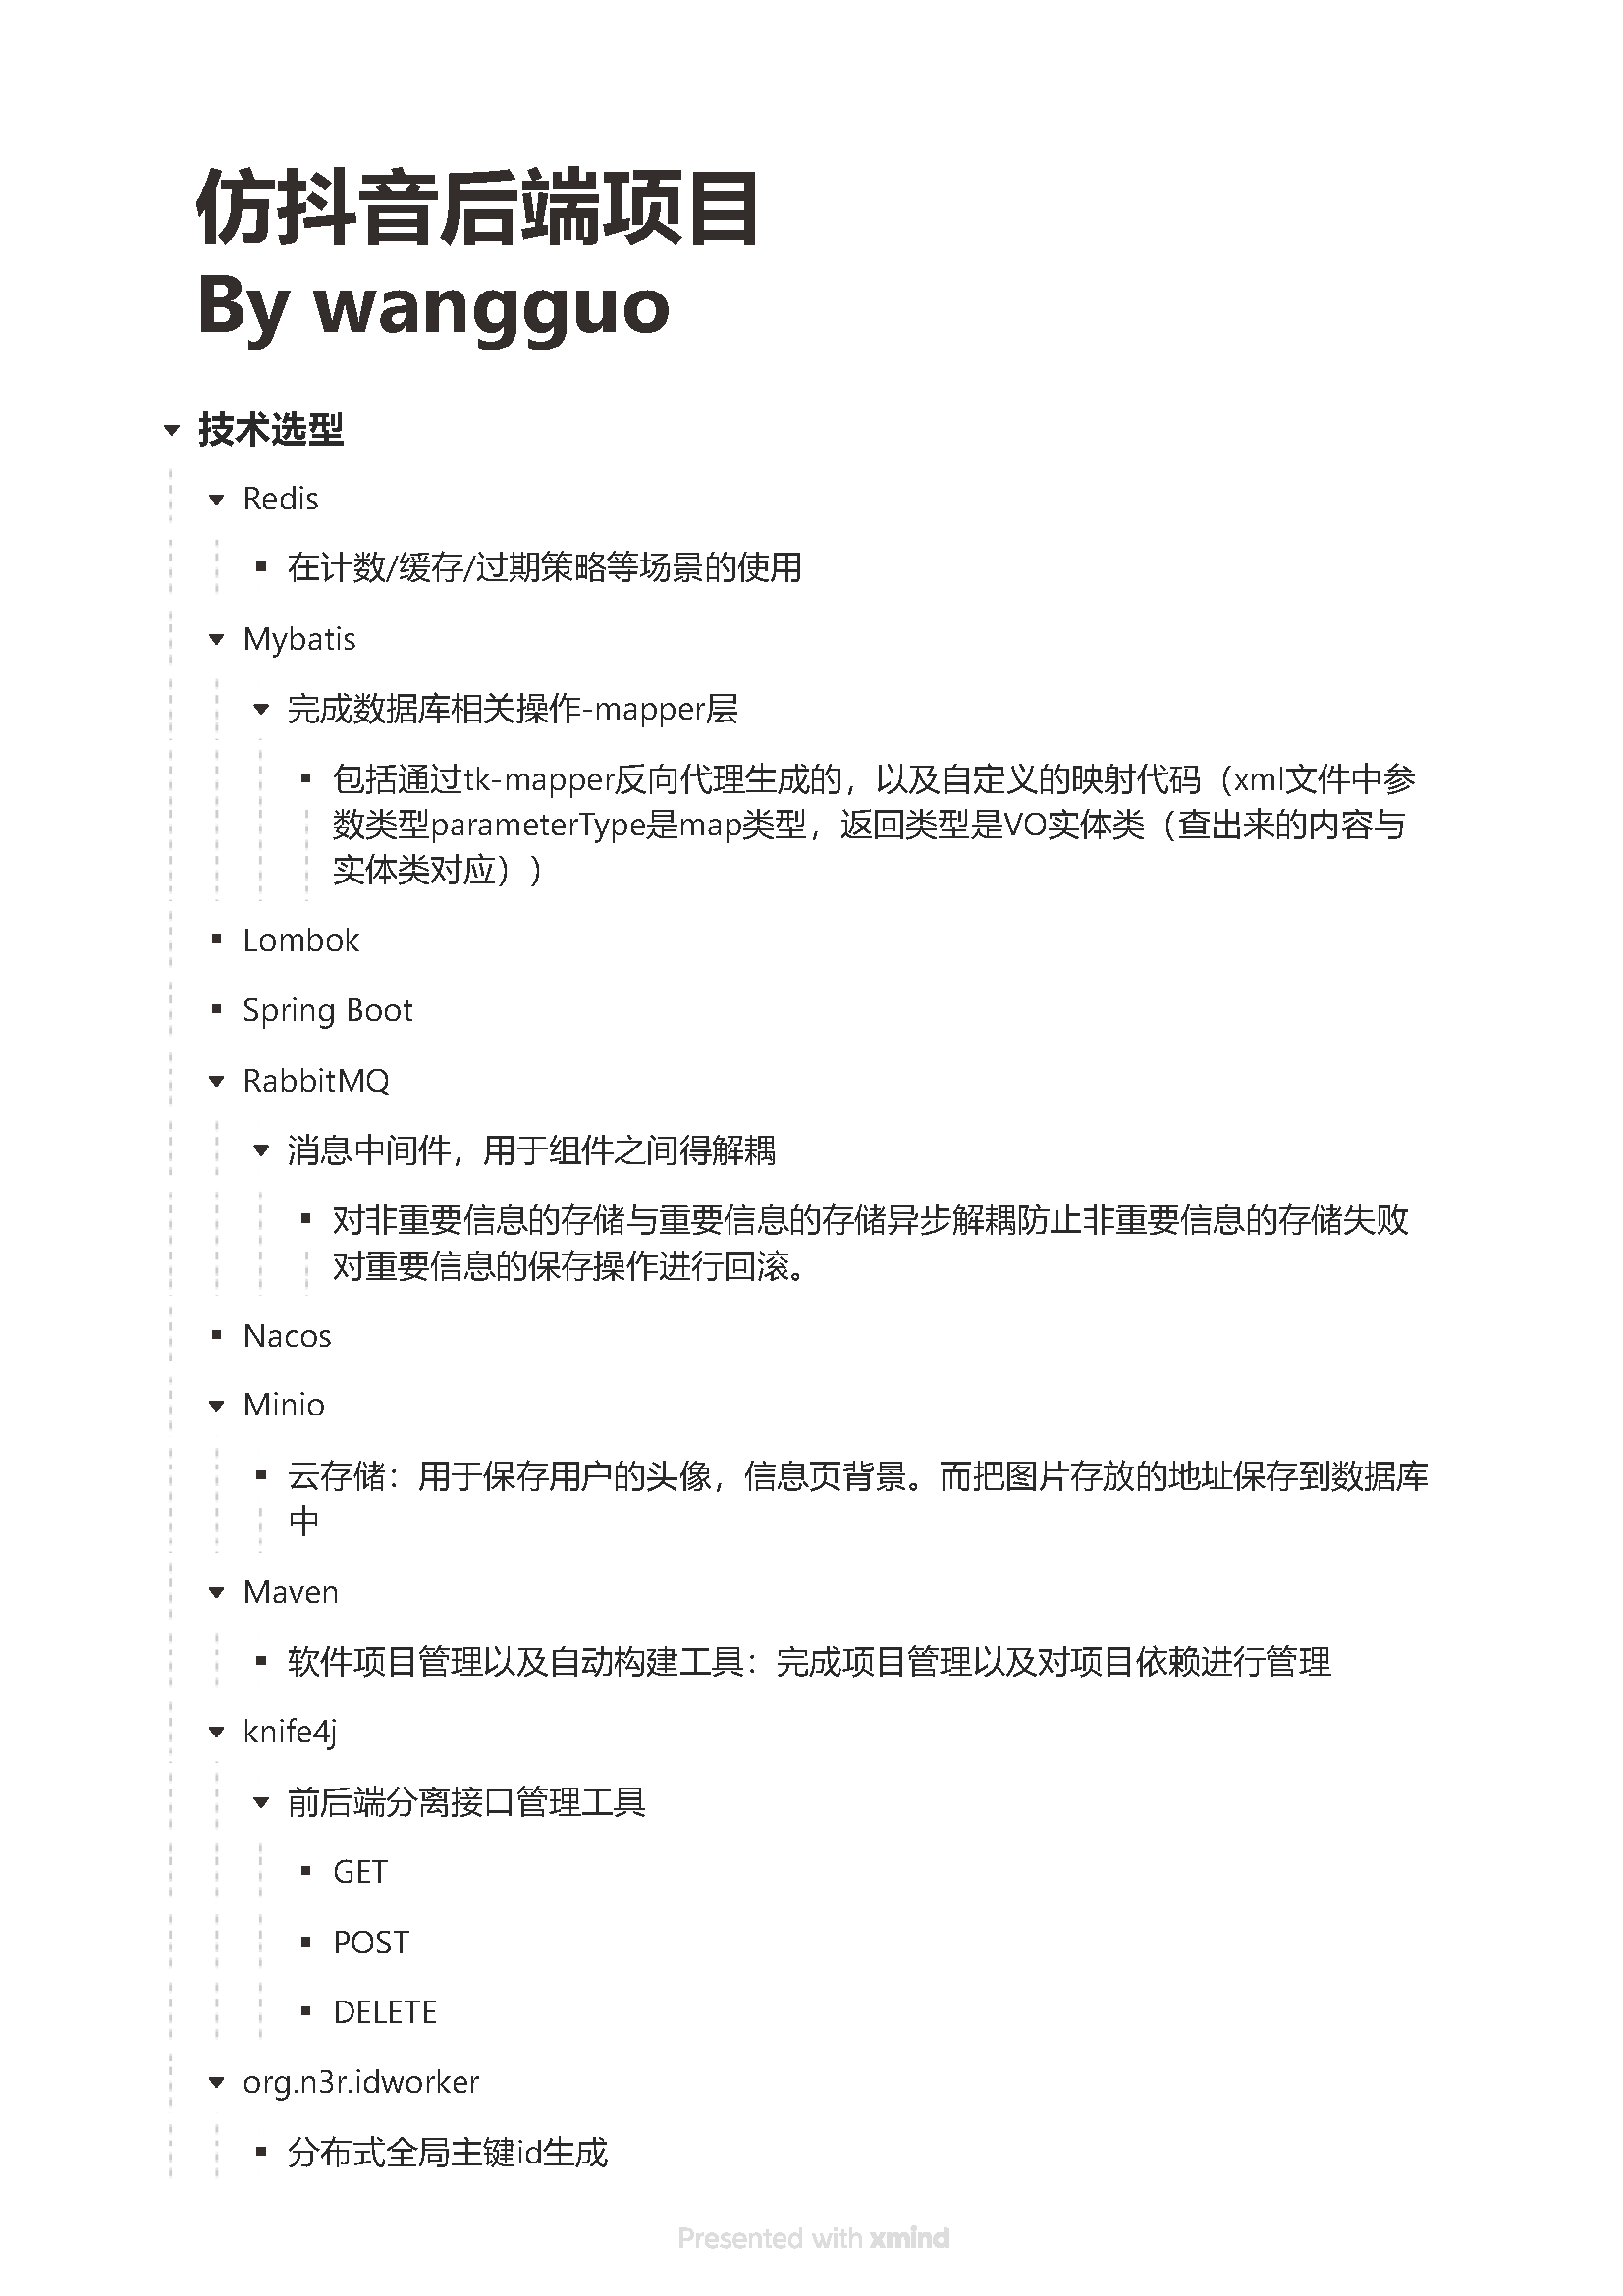 仿抖音后端项目
By wangguo
技术选型
Redis
在计数/缓存/过期策略等场景的使用
Mybatis
完成数据库相关操作-mapper层
包括通过tk-mapper反向代理生成的，以及自定义的映射代码（xml文件中参
数类型parameterType是map类型，返回类型是VO实体类（查出来的内容与
实体类对应））
Lombok
Spring Boot
RabbitMQ
消息中间件，用于组件之间得解耦
对非重要信息的存储与重要信息的存储异步解耦防止非重要信息的存储失败
对重要信息的保存操作进行回滚。
Nacos
Minio
云存储：用于保存用户的头像，信息页背景。而把图片存放的地址保存到数据库
中
Maven
软件项目管理以及自动构建工具：完成项目管理以及对项目依赖进行管理
knife4j
前后端分离接口管理工具
GET
POST
DELETE
org.n3r.idworker
分布式全局主键id生成
Presented with xmind